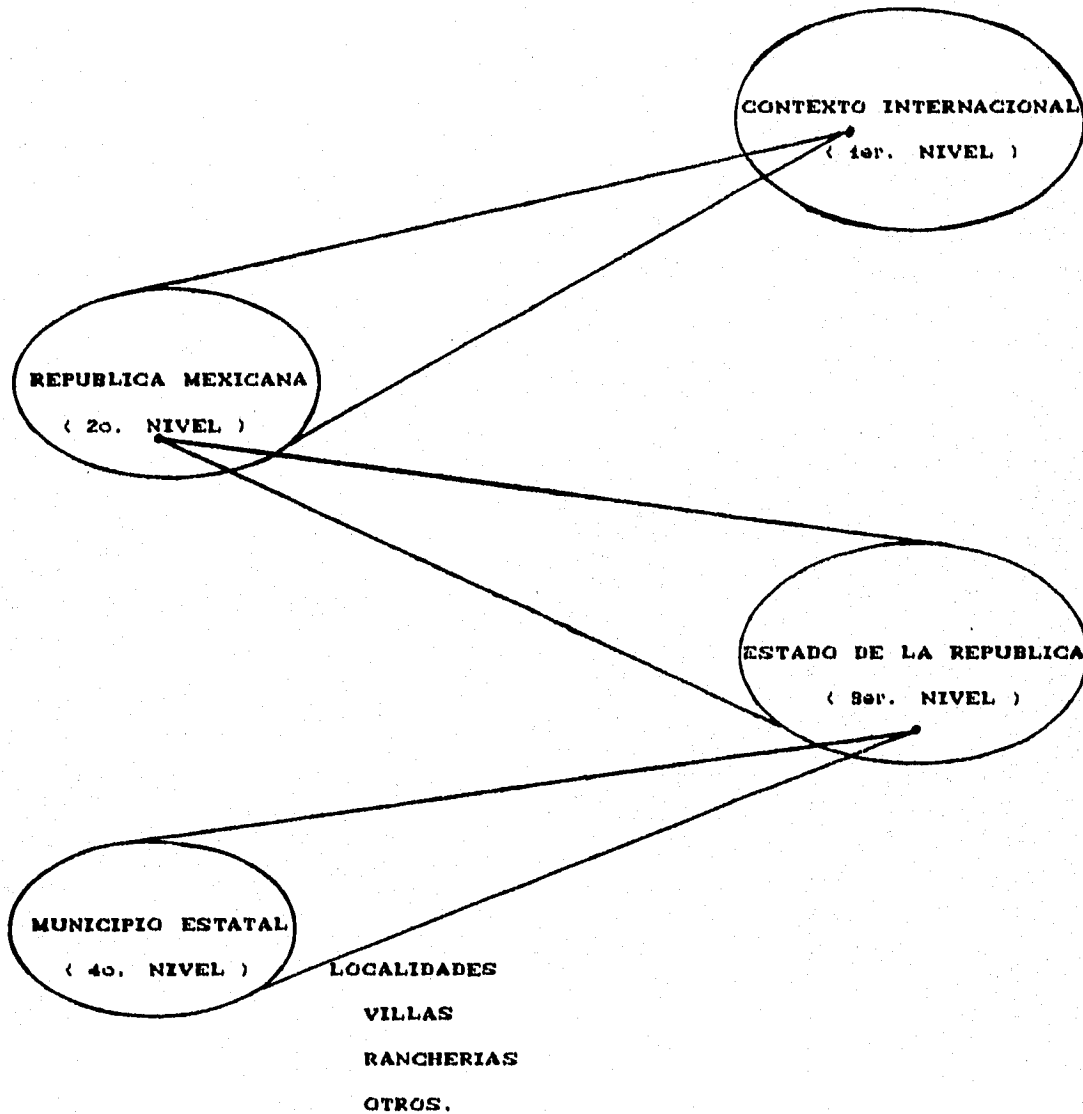 CONTEXTO INTERNACIONAL
( 1er. NIVEL )
REPUBLICA MEXICANA
( 2o. NIVEL )
ESTADO DE LA REPUBLICA
( 3er. NIVEL )
MUNICIPIO ESTATAL
( 4o. NIVEL )
LOCALIDADES
VILLAS
RANCHERIAS
OTROS.